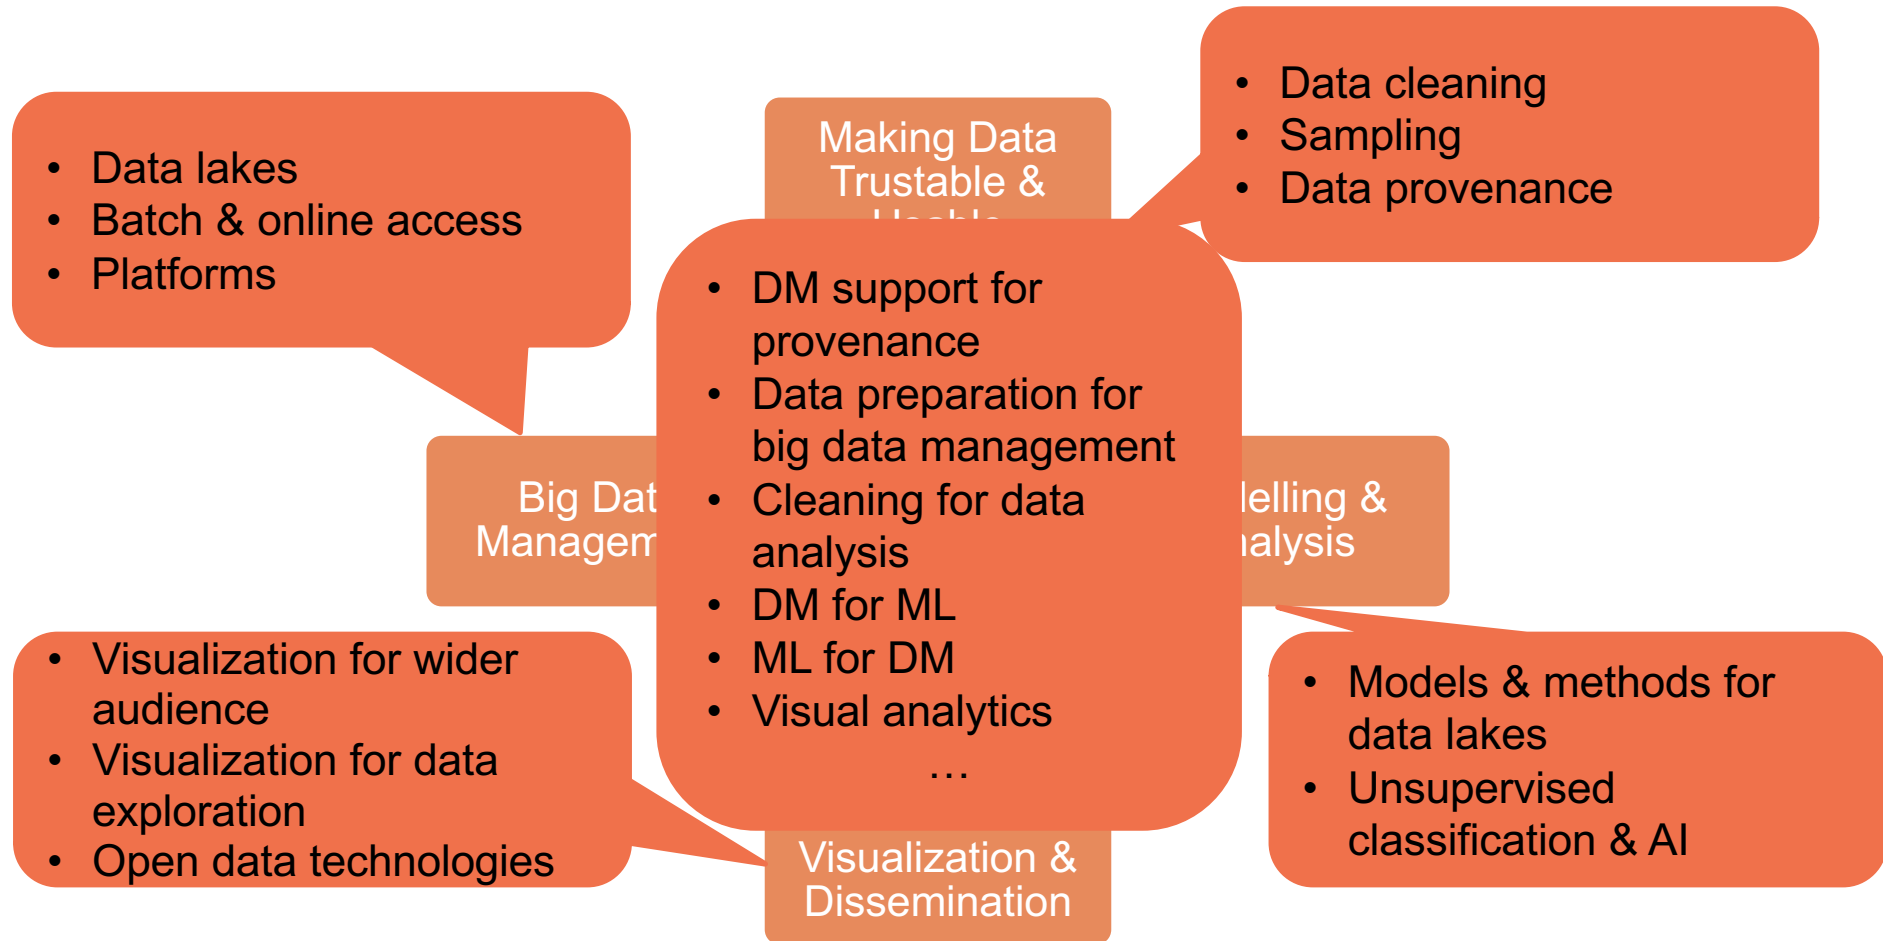 • Data cleaning
• Sampling
• Data provenance
• Data lakes
• Batch & online access
• Platforms
Making Data
Trustable &
• DM support for
provenance
• Data preparation for
big data management
• Cleaning for data
analysis
• DM for ML
• ML for DM
• Visual analytics
…
Big Dat
Managem
elling &
alysis
• Visualization for wider
audience
• Visualization for data
exploration
• Open data technologies
• Models & methods for
data lakes
• Unsupervised
classification & AI
Visualization &
Dissemination